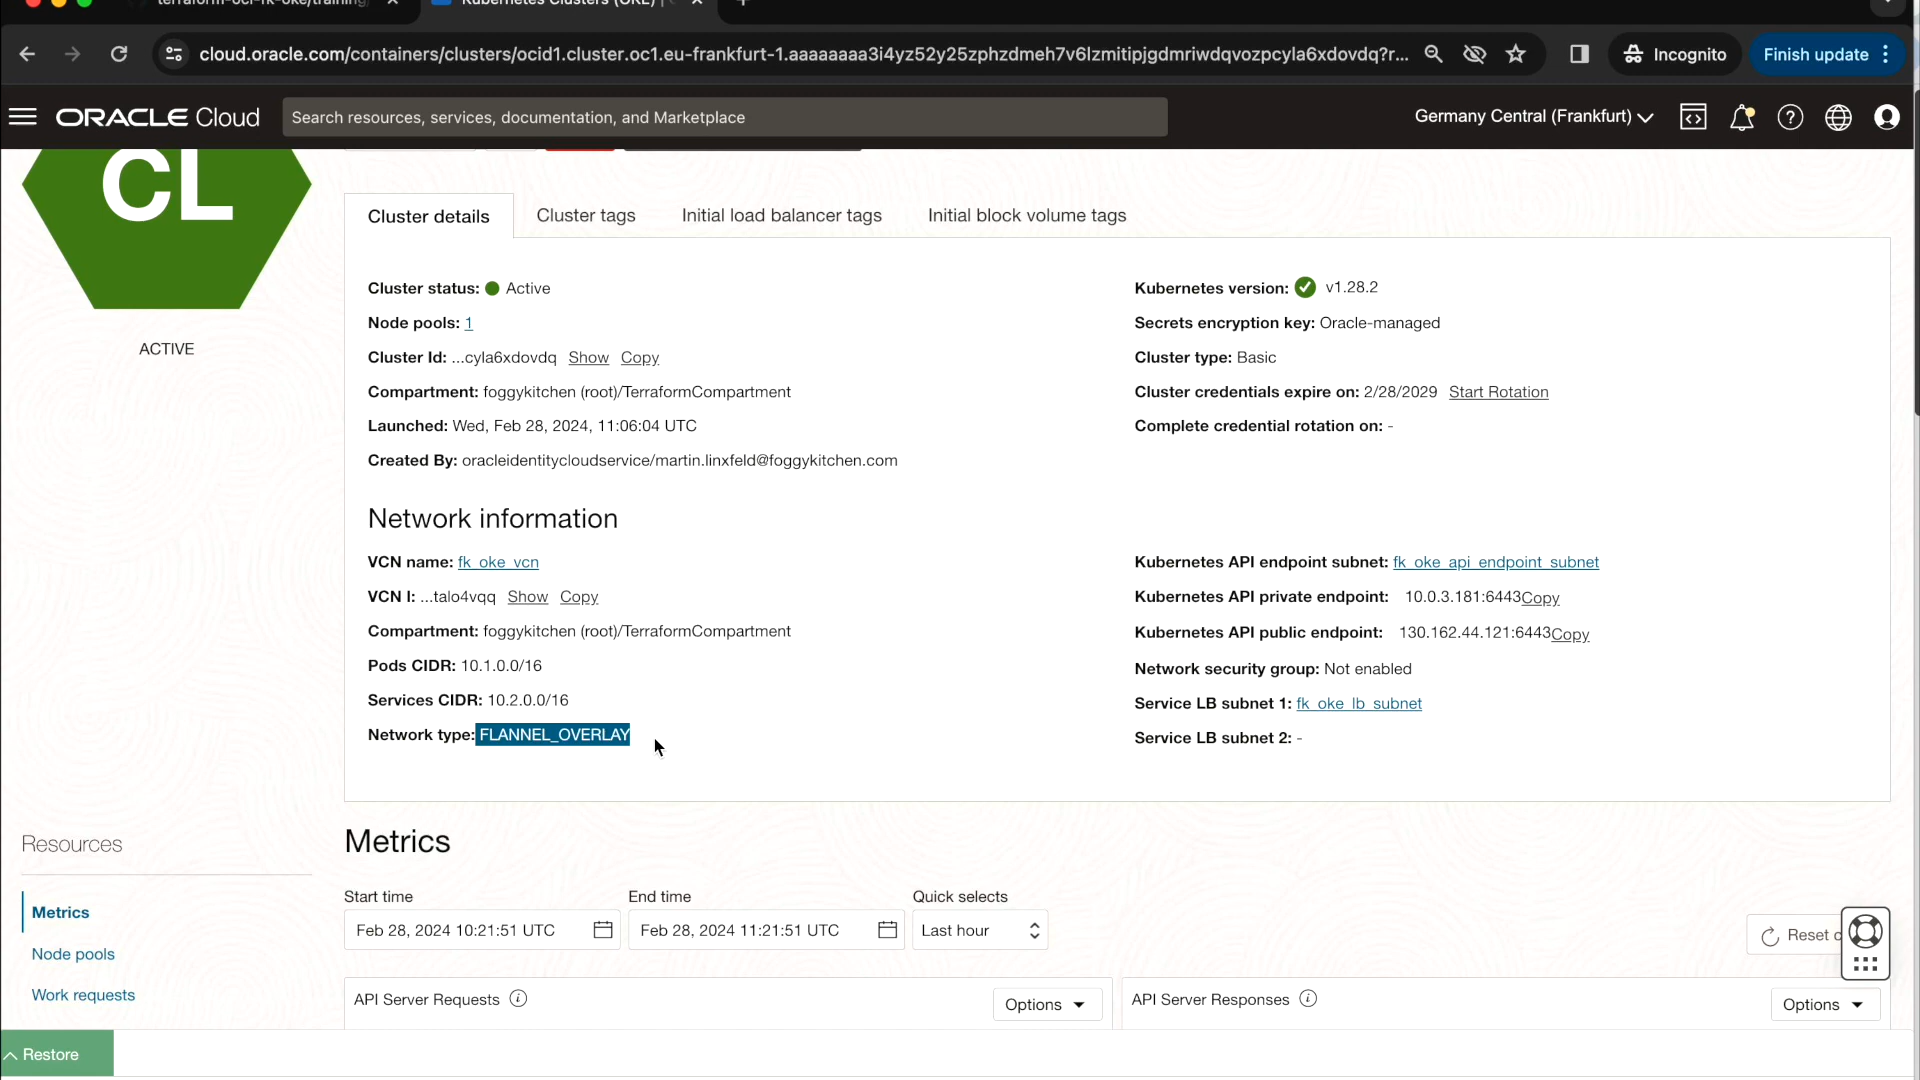 terraform-oci-fk-oke/training
Kubernetes Clusters (OKE) |
cloud.oracle.com/containers/clusters/ocid1.cluster.oc1.eu-frankfurt-1.aaaaaaaa3i4yz52y25zphzdmeh7v6lzmitipjgdmriwdqvozpcyla6xdovdq?r...
Incognito
Finish update
ORACLE Cloud
Search resources, services, documentation, and Marketplace
Germany Central (Frankfurt)
CL
ACTIVE
Cluster details
Cluster tags
Initial load balancer tags
Initial block volume tags
Cluster status: Active
Node pools: 1
Cluster Id: ...cyla6xdovdq Show Copy
Compartment: foggykitchen (root)/TerraformCompartment
Launched: Wed, Feb 28, 2024, 11:06:04 UTC
Created By: oracleidentitycloudservice/martin.linxfeld@foggykitchen.com
Kubernetes version: v1.28.2
Secrets encryption key: Oracle-managed
Cluster type: Basic
Cluster credentials expire on: 2/28/2029 Start Rotation
Complete credential rotation on: -
Network information
VCN name: fk_oke_vcn
VCN I: ...talo4vqq Show Copy
Compartment: foggykitchen (root)/TerraformCompartment
Pods CIDR: 10.1.0.0/16
Services CIDR: 10.2.0.0/16
Network type: FLANNEL_OVERLAY
Kubernetes API endpoint subnet: fk_oke_api_endpoint_subnet
Kubernetes API private endpoint: 10.0.3.181:6443 Copy
Kubernetes API public endpoint: 130.162.44.121:6443 Copy
Network security group: Not enabled
Service LB subnet 1: fk_oke_lb_subnet
Service LB subnet 2: -
Resources
Metrics
Node pools
Work requests
Metrics
Start time
Feb 28, 2024 10:21:51 UTC
End time
Feb 28, 2024 11:21:51 UTC
Quick selects
Last hour
Reset c
API Server Requests
Options
API Server Responses
Options
Restore